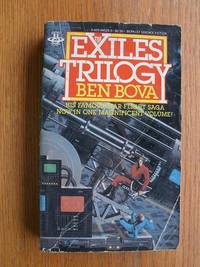 THE
EXILES
TRILOGY
BEN BOVA
HIS FAMOUS STAR-FLIGHT SAGA
NOW IN ONE MAGNIFICENT VOLUME!